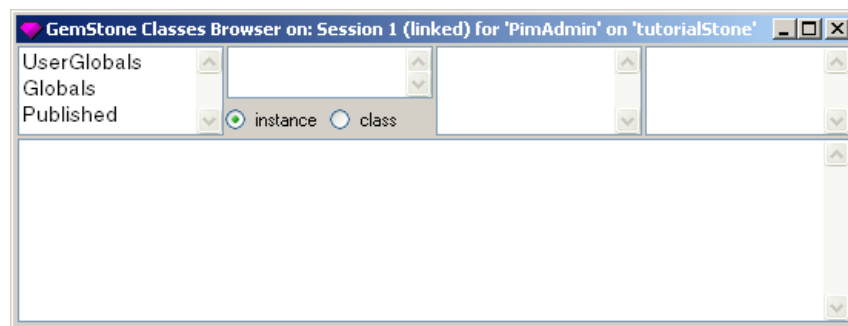 GemStone Classes Browser on: Session 1 (linked) for 'PimAdmin' on 'tutorialStone'
UserGlobals
Globals
Published
instance class